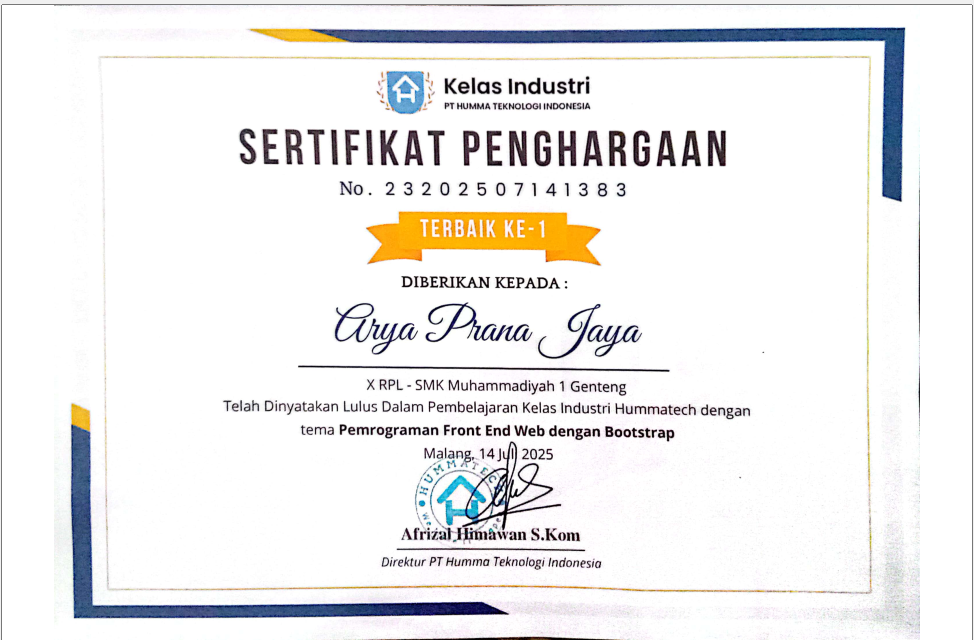 Kelas Industri
PT HUMMA TEKNOLOGI INDONESIA
SERTIFIKAT PENGHARGAAN
No. 23202507141383
TERBAIK KE-1
DIBERIKAN KEPADA :
Arya Prana Jaya
X RPL - SMK Muhammadiyah 1 Genteng
Telah Dinyatakan Lulus Dalam Pembelajaran Kelas Industri Hummatech dengan
tema Pemrograman Front End Web dengan Bootstrap
Malang, 14 Juli 2025
HUMMATECH
Afrizal Himawan S.Kom
Direktur PT Humma Teknologi Indonesia